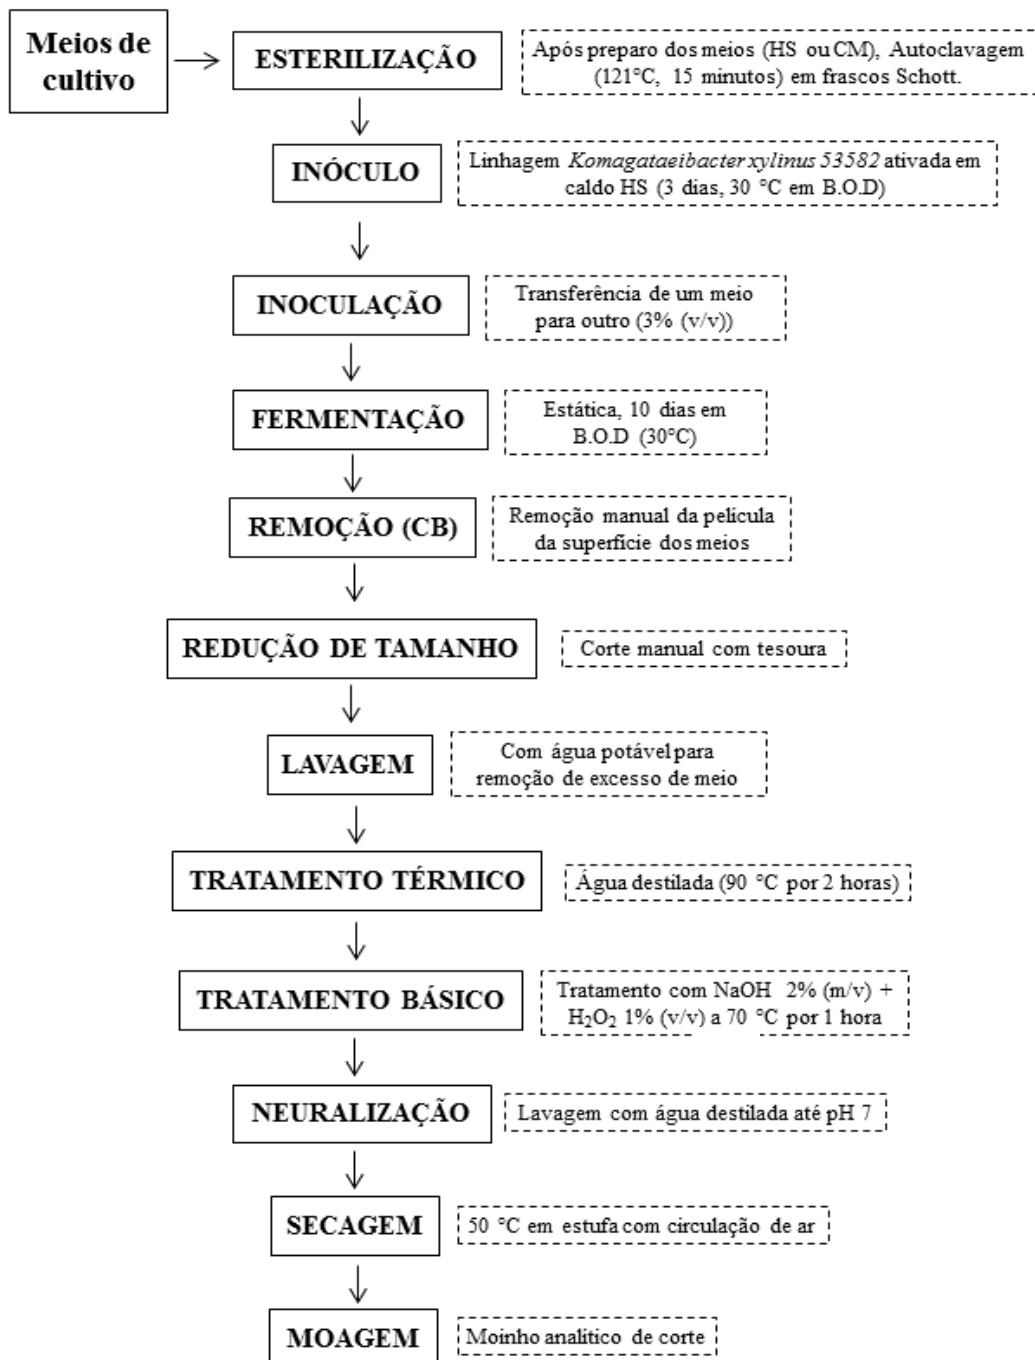 Meios de
cultivo
ESTERILIZAÇÃO
Após preparo dos meios (HS ou CM), Autoclavagem
(121°C, 15 minutos) em frascos Schott.
INÓCULO
Linhagem Komagataeibacter xylinus 53582 ativada em
caldo HS (3 dias, 30 °C em B.O.D)
INOCULAÇÃO
Transferência de um meio
para outro (3% (v/v))
FERMENTAÇÃO
Estática, 10 dias em
B.O.D (30°C)
REMOÇÃO (CB)
Remoção manual da película
da superfície dos meios
REDUÇÃO DE TAMANHO
Corte manual com tesoura
LAVAGEM
Com água potável para
remoção de excesso de meio
TRATAMENTO TÉRMICO
Água destilada (90 °C por 2 horas)
TRATAMENTO BÁSICO
Tratamento com NaOH 2% (m/v) +
H₂O₂ 1% (v/v) a 70 °C por 1 hora
NEURALIZAÇÃO
Lavagem com água destilada até pH 7
SECAGEM
50 °C em estufa com circulação de ar
MOAGEM
Moinho analítico de corte